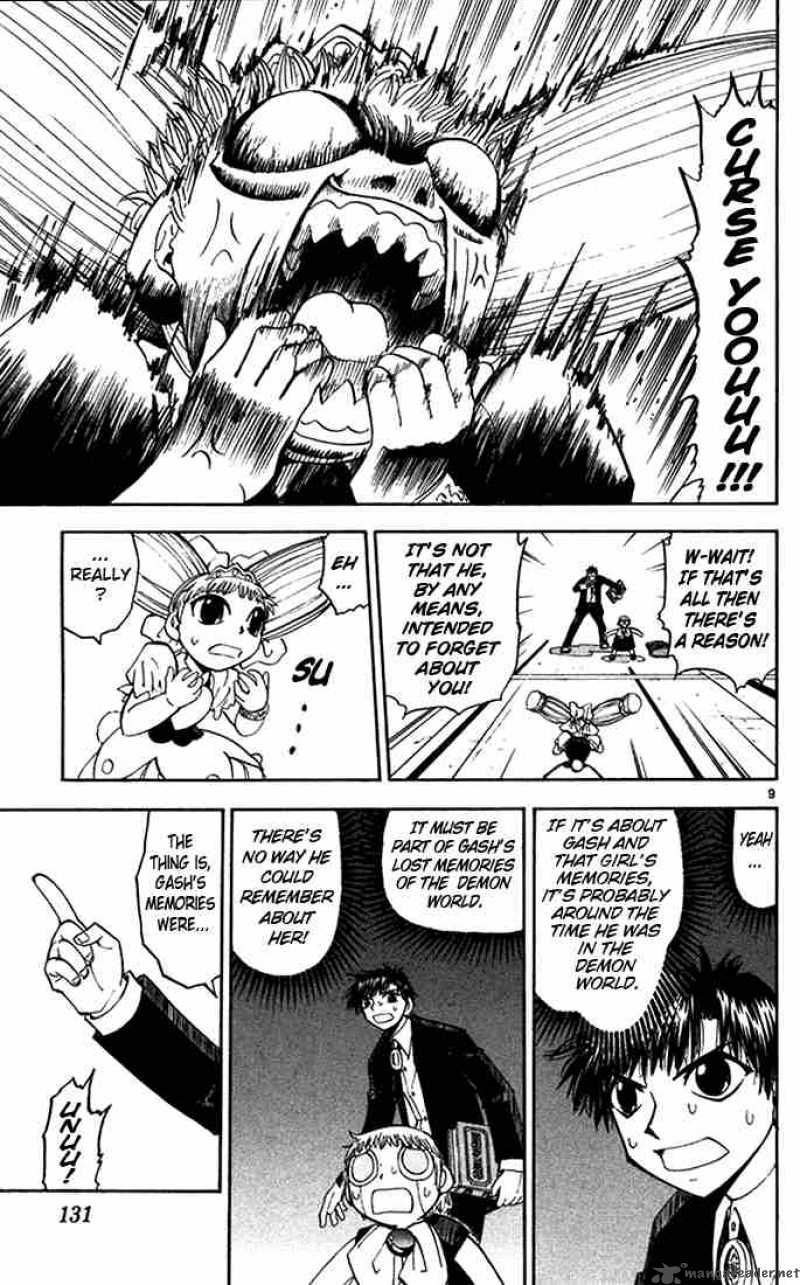 CURSE YOOUUU!!!
W-WAIT!
IF THAT'S
ALL THEN
THERE'S
A REASON!
IT'S NOT
THAT HE,
BY ANY
MEANS,
INTENDED
TO FORGET
ABOUT
YOU!
EH
...
SU
...
...
REALLY
?
9
YEAH
...
IF IT'S ABOUT
GASH AND
THAT GIRL'S
MEMORIES,
IT'S PROBABLY
AROUND THE
TIME HE WAS
IN THE
DEMON
WORLD.
IT MUST BE
PART OF GASH'S
LOST MEMORIES
OF THE DEMON
WORLD.
THERE'S
NO WAY HE
COULD
REMEMBER
ABOUT
HER!
THE
THING IS,
GASH'S
MEMORIES
WERE...
UNUU!
131
mangareader.net